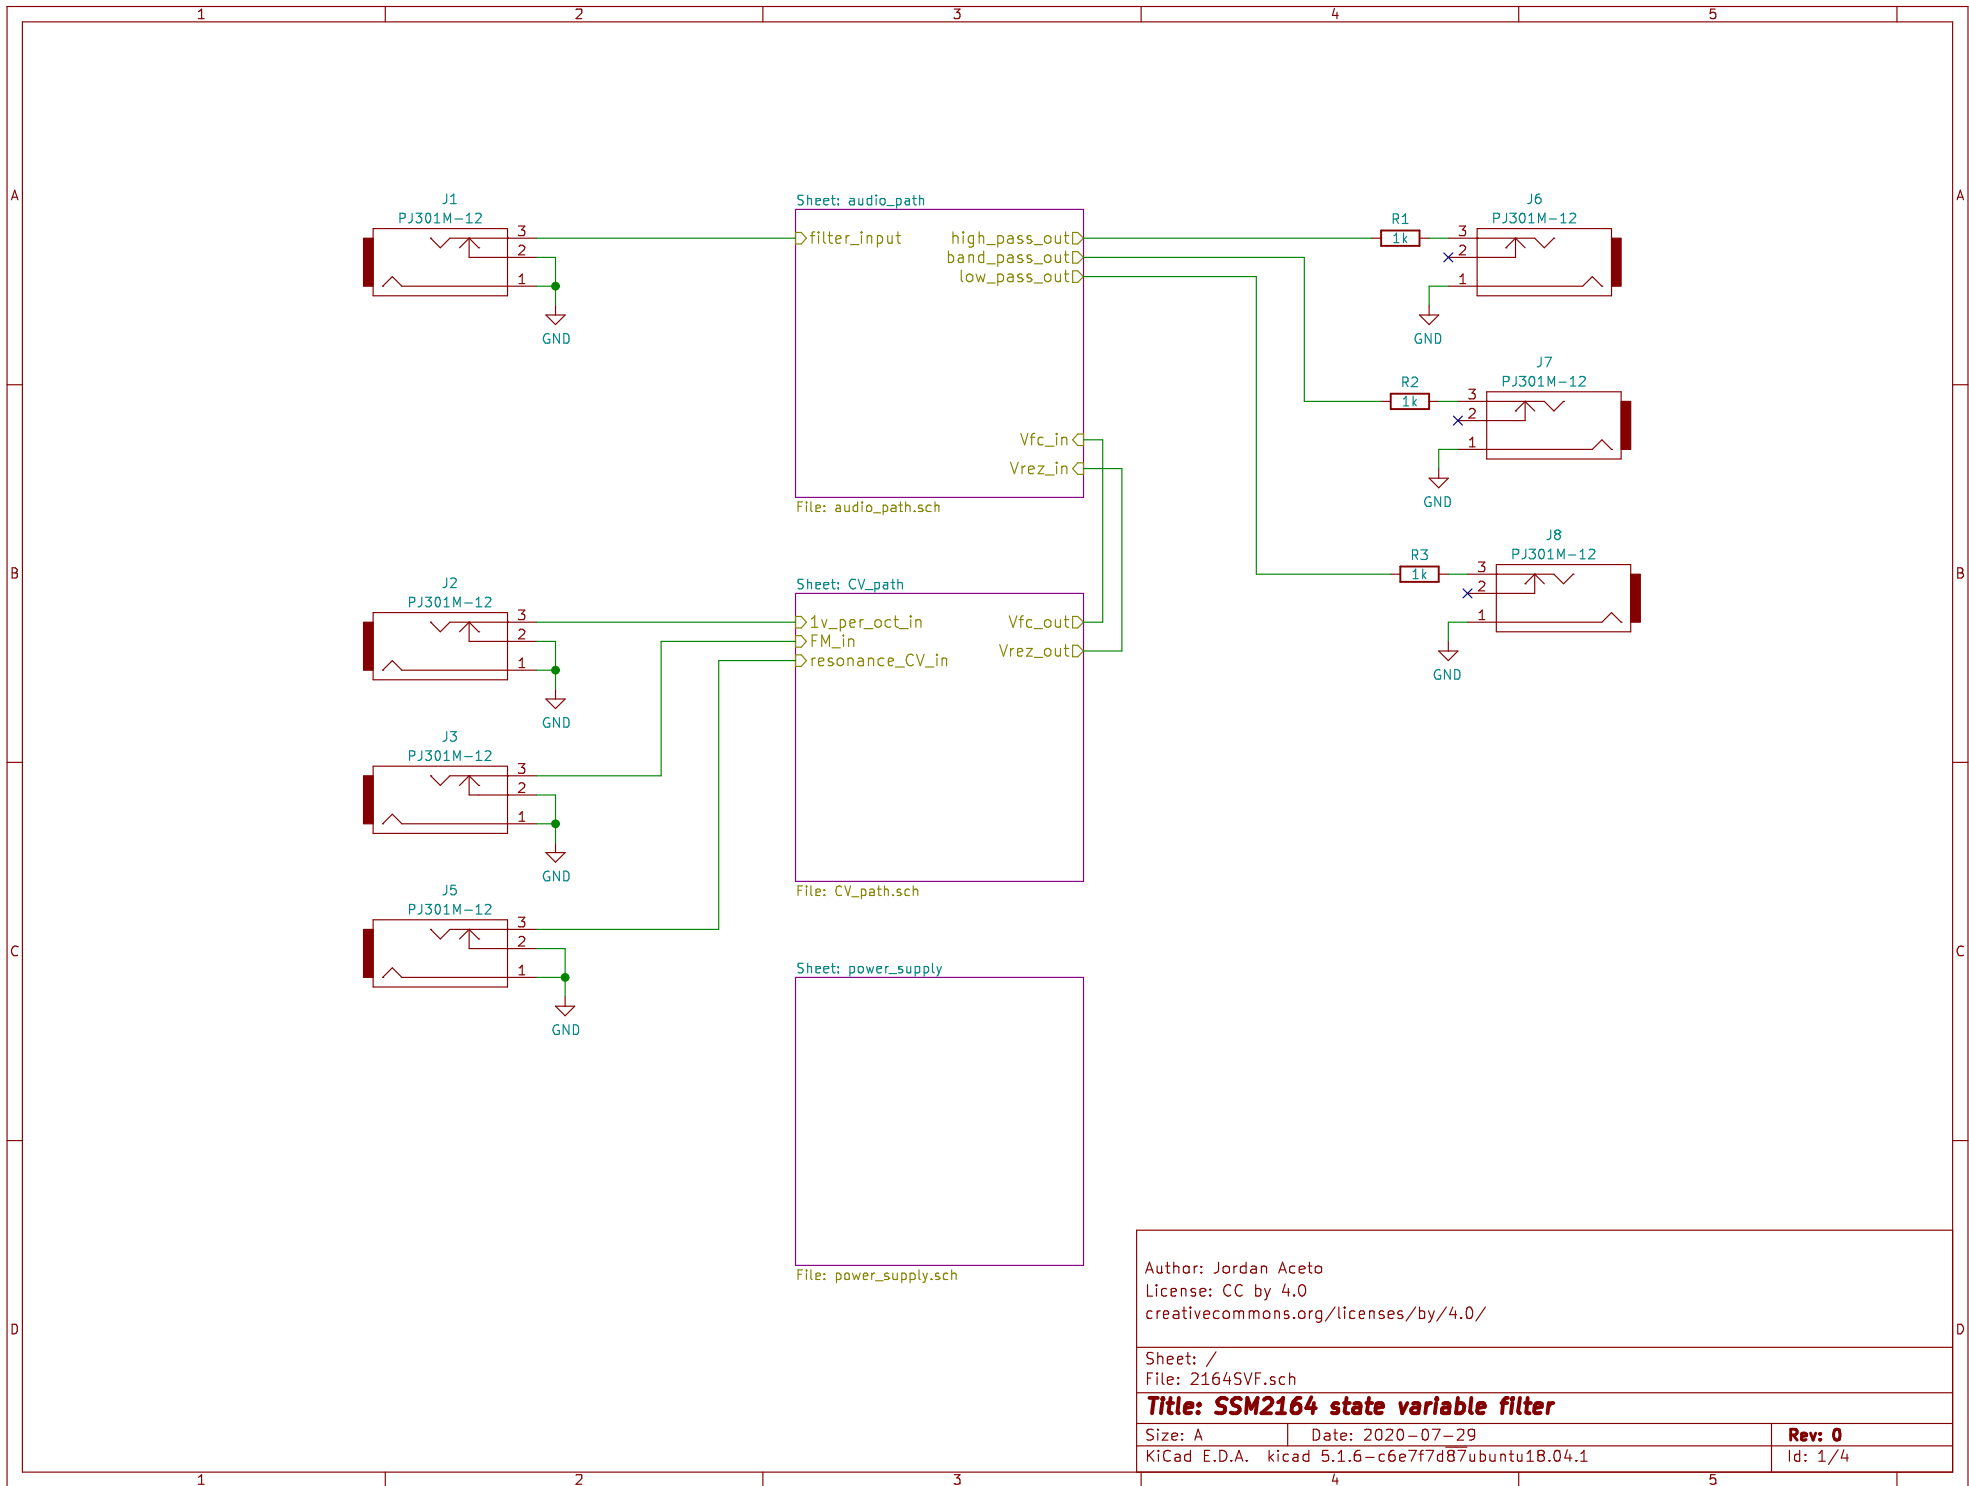 1 2 3 4 5
A A
B B
C C
D D
J1
PJ301M-12
3
2
1
GND
Sheet: audio_path
filter_input
high_pass_out
band_pass_out
low_pass_out
Vfc_in
Vrez_in
File: audio_path.sch
R1
1k
J6
PJ301M-12
3
2
1
GND
R2
1k
J7
PJ301M-12
3
2
1
GND
R3
1k
J8
PJ301M-12
3
2
1
GND
J2
PJ301M-12
3
2
1
GND
Sheet: CV_path
1v_per_oct_in
FM_in
resonance_CV_in
Vfc_out
Vrez_out
File: CV_path.sch
J3
PJ301M-12
3
2
1
GND
J5
PJ301M-12
3
2
1
GND
Sheet: power_supply
File: power_supply.sch
Author: Jordan Aceto
License: CC by 4.0
creativecommons.org/licenses/by/4.0/
Sheet: /
File: 2164SVF.sch
Title: SSM2164 state variable filter
Size: A Date: 2020-07-29 Rev: 0
KiCad E.D.A. kicad 5.1.6-c6e7f7d87ubuntu18.04.1 Id: 1/4
1 2 3 4 5